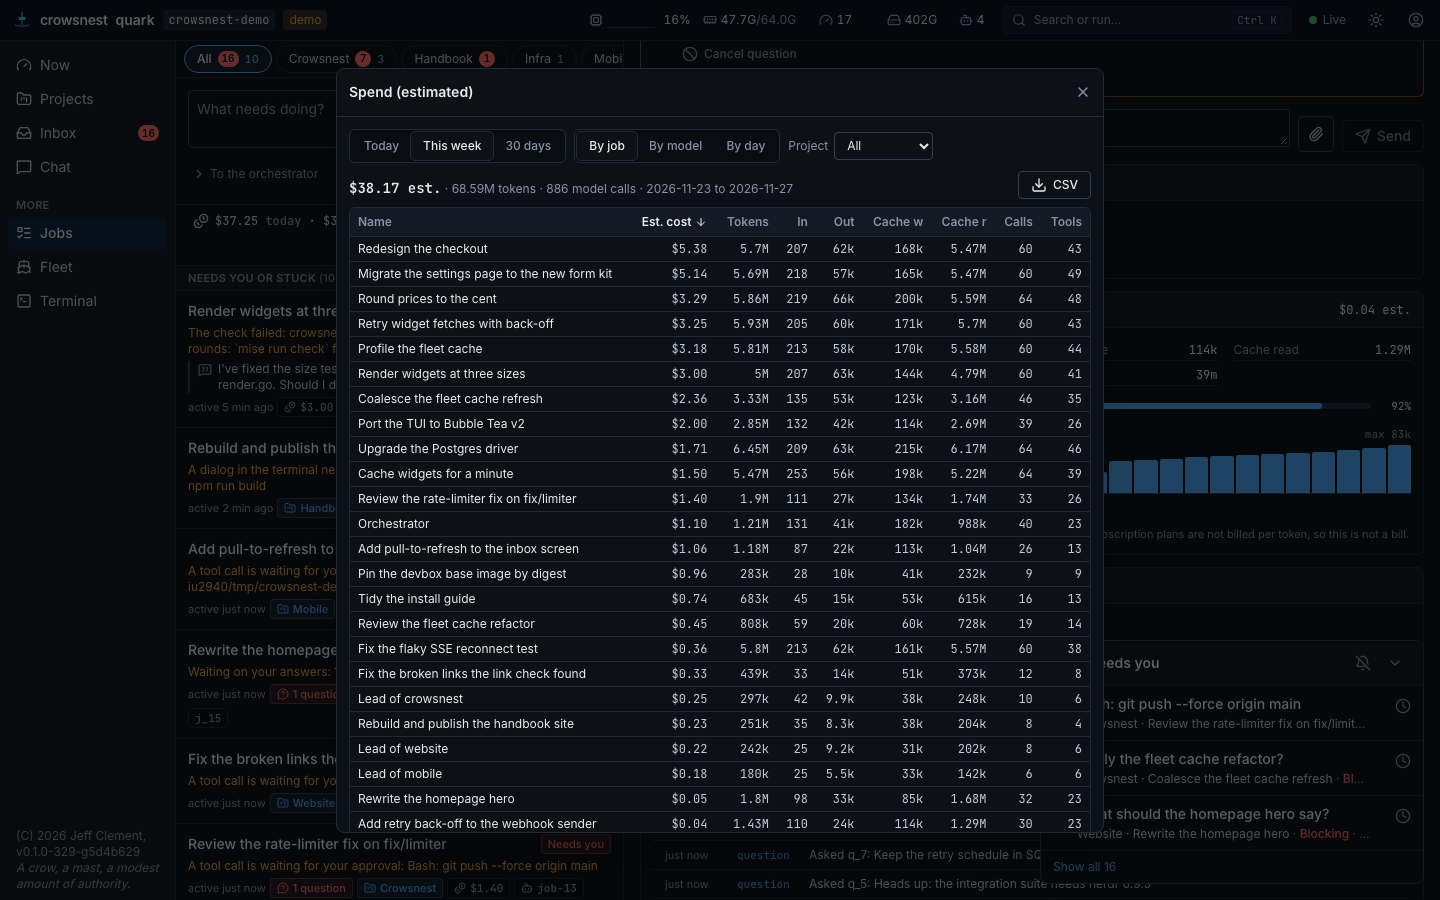 crowsnest quark crowsnest-demo demo 16% 47.7G/64.0G 17 402G 4 Search or run... Ctrl K Live
Now
Projects
Inbox 16
Chat
MORE
Jobs
Fleet
Terminal
(C) 2026 Jeff Clement,
v0.1.0-329-g5d4b629
A crow, a mast, a modest
amount of authority.
All 16 10 Crowsnest 7 3 Handbook 1 Infra 1 Mobi
What needs doing?
To the orchestrator
$37.25 today · $3
NEEDS YOU OR STUCK (10
Render widgets at thre
The check failed: crowsne
rounds: `mise run check` f
I've fixed the size tes
render.go. Should I d
active 5 min ago $3.00
Rebuild and publish th
A dialog in the terminal ne
npm run build
active 2 min ago Handb
Add pull-to-refresh to
A tool call is waiting for yo
iu2940/tmp/crowsnest-de
active just now Mobile
Rewrite the homepage
Waiting on your answers:
active just now 1 questio
j_15
Fix the broken links th
A tool call is waiting for yo
active just now Website
Review the rate-limiter fix on fix/limiter Needs you
A tool call is waiting for your approval: Bash: git push --force origin main
active just now 1 question Crowsnest $1.40 job-13
Spend (estimated)
Today This week 30 days By job By model By day Project All
$38.17 est. · 68.59M tokens · 886 model calls · 2026-11-23 to 2026-11-27 CSV
Name Est. cost ↓ Tokens In Out Cache w Cache r Calls Tools
Redesign the checkout $5.38 5.7M 207 62k 168k 5.47M 60 43
Migrate the settings page to the new form kit $5.14 5.69M 218 57k 165k 5.47M 60 49
Round prices to the cent $3.29 5.86M 219 66k 200k 5.59M 64 48
Retry widget fetches with back-off $3.25 5.93M 205 60k 171k 5.7M 60 43
Profile the fleet cache $3.18 5.81M 213 58k 170k 5.58M 60 44
Render widgets at three sizes $3.00 5M 207 63k 144k 4.79M 60 41
Coalesce the fleet cache refresh $2.36 3.33M 135 53k 123k 3.16M 46 35
Port the TUI to Bubble Tea v2 $2.00 2.85M 132 42k 114k 2.69M 39 26
Upgrade the Postgres driver $1.71 6.45M 209 63k 215k 6.17M 64 46
Cache widgets for a minute $1.50 5.47M 253 56k 198k 5.22M 64 39
Review the rate-limiter fix on fix/limiter $1.40 1.9M 111 27k 134k 1.74M 33 26
Orchestrator $1.10 1.21M 131 41k 182k 988k 40 23
Add pull-to-refresh to the inbox screen $1.06 1.18M 87 22k 113k 1.04M 26 13
Pin the devbox base image by digest $0.96 283k 28 10k 41k 232k 9 9
Tidy the install guide $0.74 683k 45 15k 53k 615k 16 13
Review the fleet cache refactor $0.45 808k 59 20k 60k 728k 19 14
Fix the flaky SSE reconnect test $0.36 5.8M 213 62k 161k 5.57M 60 38
Fix the broken links the link check found $0.33 439k 33 14k 51k 373k 12 8
Lead of crowsnest $0.25 297k 42 9.9k 38k 248k 10 6
Rebuild and publish the handbook site $0.23 251k 35 8.3k 38k 204k 8 4
Lead of website $0.22 242k 25 9.2k 31k 202k 8 6
Lead of mobile $0.18 180k 25 5.5k 33k 142k 6 6
Rewrite the homepage hero $0.05 1.8M 98 33k 85k 1.68M 32 23
Add retry back-off to the webhook sender $0.04 1.43M 110 24k 114k 1.29M 30 23
Cancel question
Send
$0.04 est.
e 114k Cache read 1.29M
39m
92%
max 83k
oscription plans are not billed per token, so this is not a bill.
eeds you
h: git push --force origin main
wsnest · Review the rate-limiter fix on fix/limit...
ly the fleet cache refactor?
wsnest · Coalesce the fleet cache refresh · Bl...
at should the homepage hero say?
Website · Rewrite the homepage hero · Blocking · ...
Show all 16
just now question Asked q_7: Keep the retry schedule in SQ
just now question Asked q_5: Heads up: the integration suite needs nerdr 0.9.5